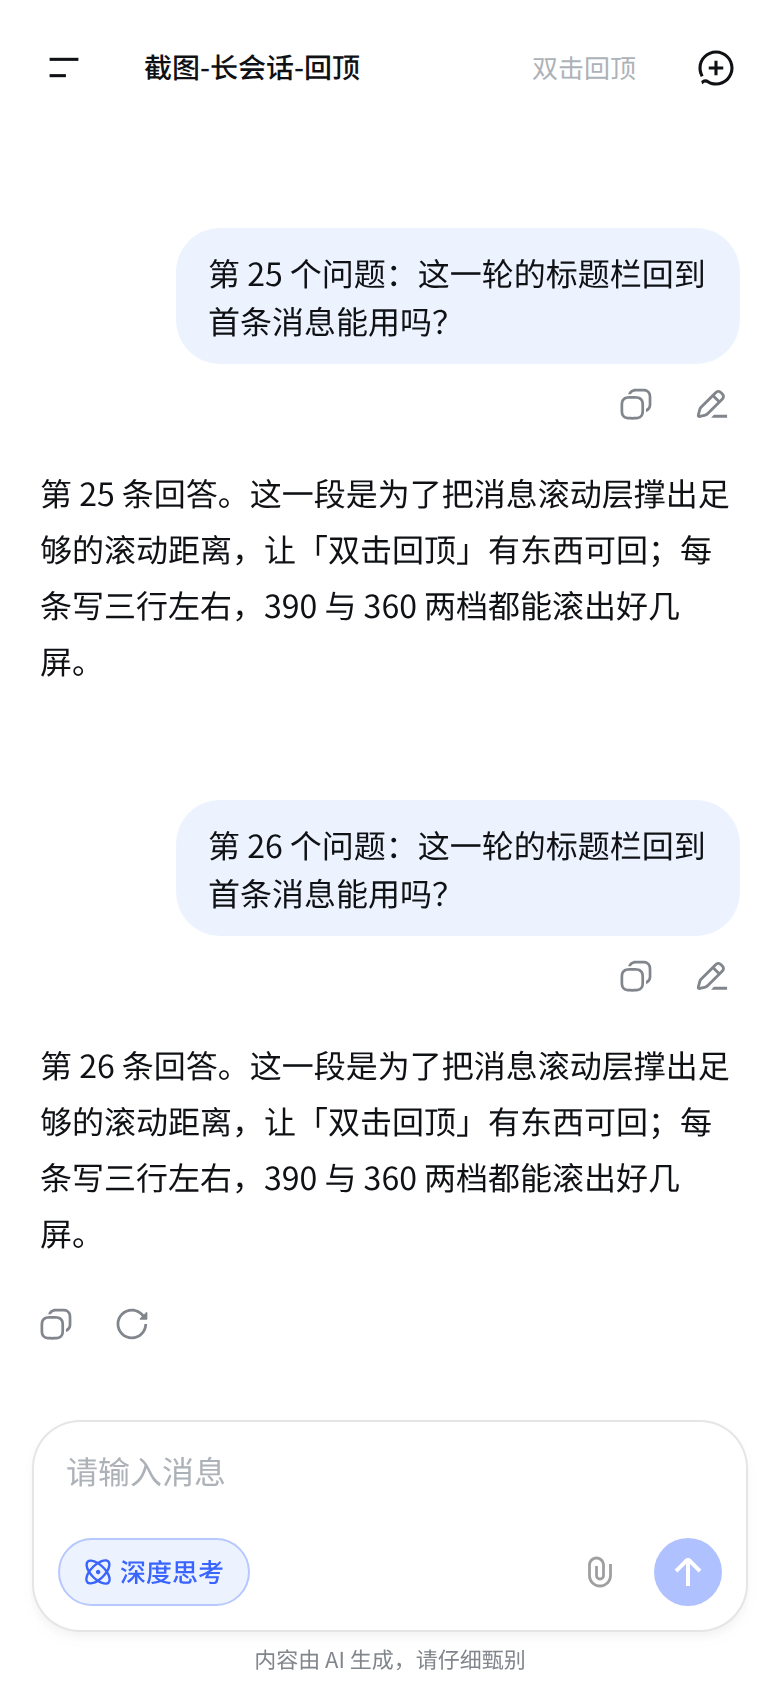 截图-长会话-回顶
双击回顶
第 25 个问题：这一轮的标题栏回到
首条消息能用吗？
第 25 条回答。这一段是为了把消息滚动层撑出足
够的滚动距离，让「双击回顶」有东西可回；每
条写三行左右，390 与 360 两档都能滚出好几
屏。
第 26 个问题：这一轮的标题栏回到
首条消息能用吗？
第 26 条回答。这一段是为了把消息滚动层撑出足
够的滚动距离，让「双击回顶」有东西可回；每
条写三行左右，390 与 360 两档都能滚出好几
屏。
请输入消息
深度思考
内容由 AI 生成，请仔细甄别